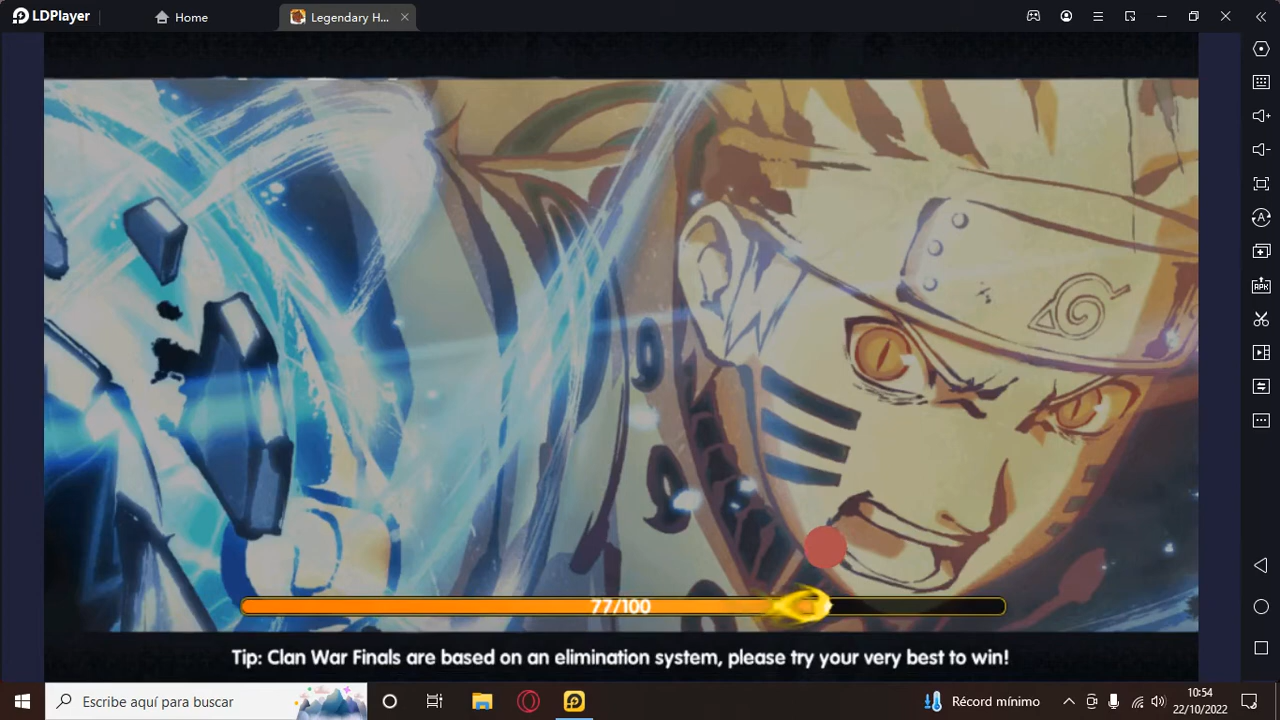 LDPlayer
Home
Legendary H...
77/100
Tip: Clan War Finals are based on an elimination system, please try your very best to win!
Escribe aquí para buscar
Récord mínimo
10:54
22/10/2022
APK
A